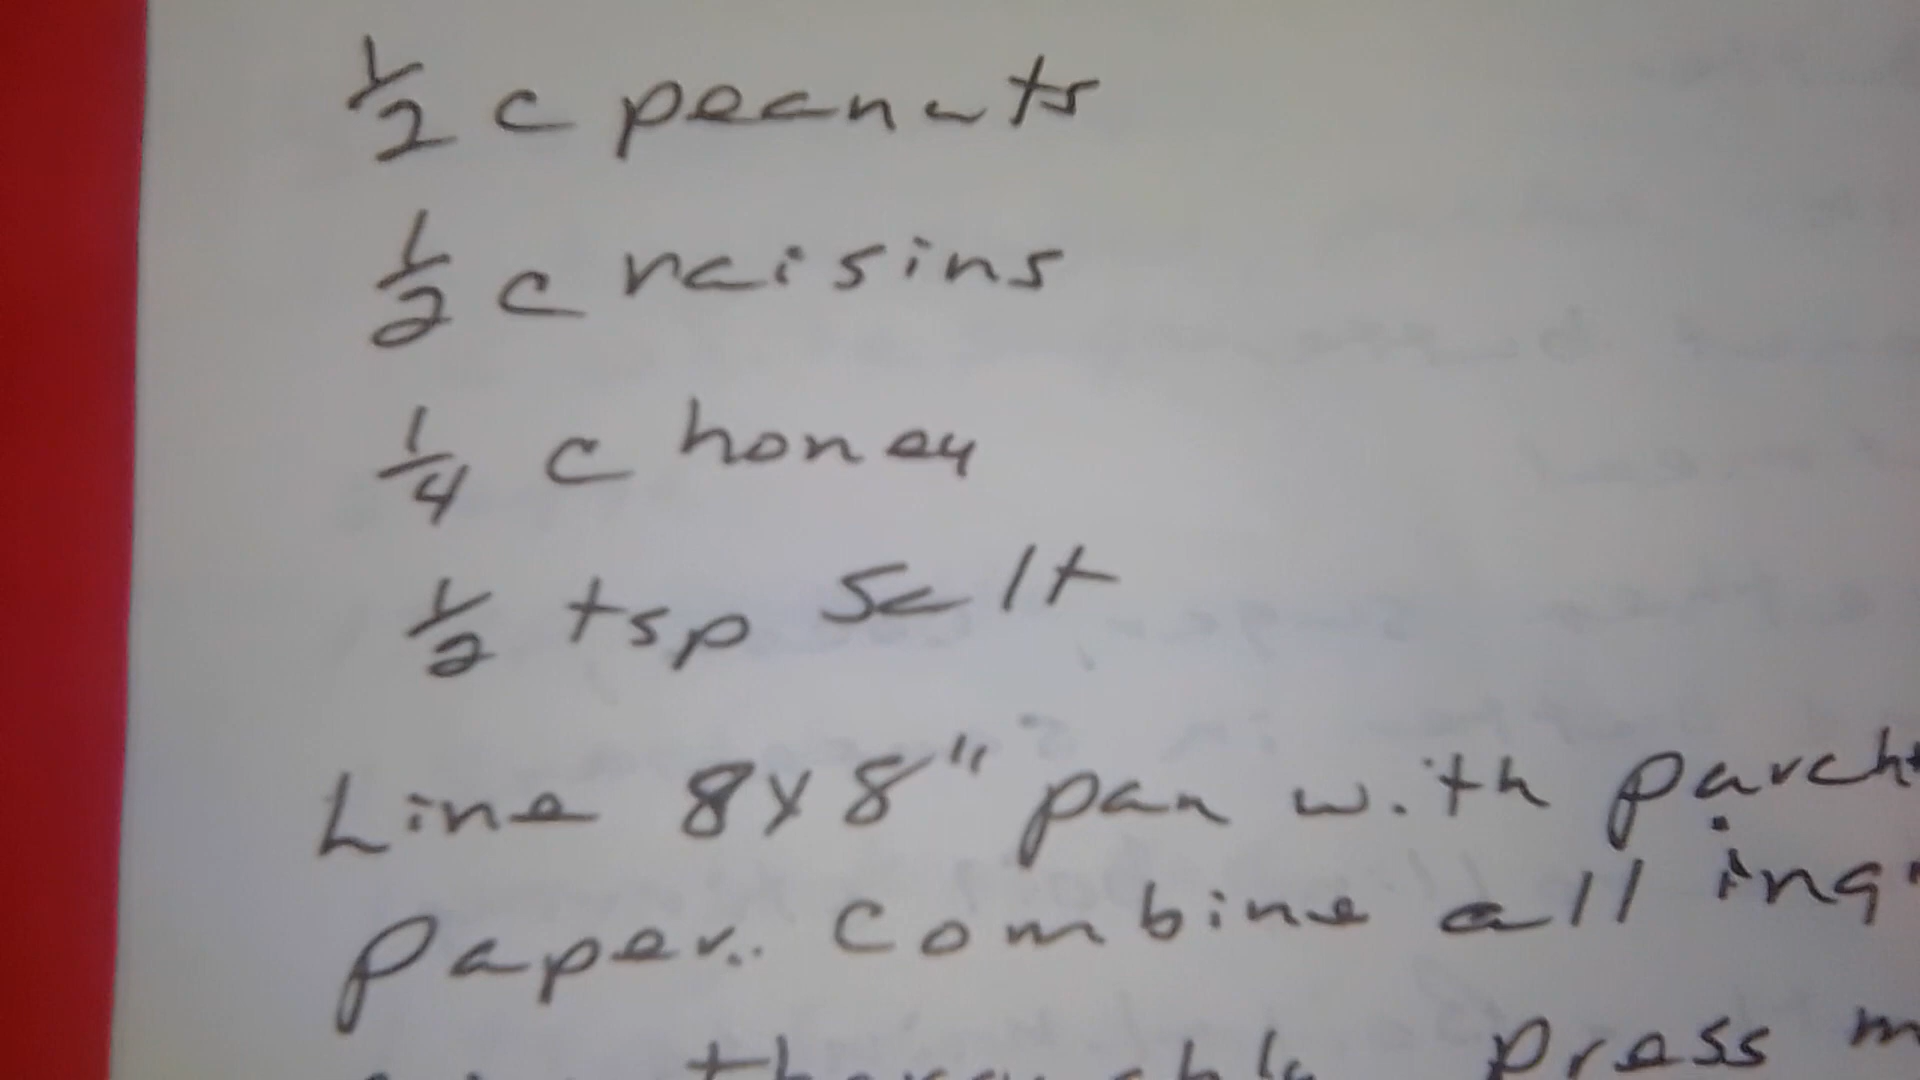 1/2 c peanuts
1/2 c raisins
1/4 c honey
1/2 tsp Salt
Line 8x8" pan with parch
Paper.. Combine all ing
press m